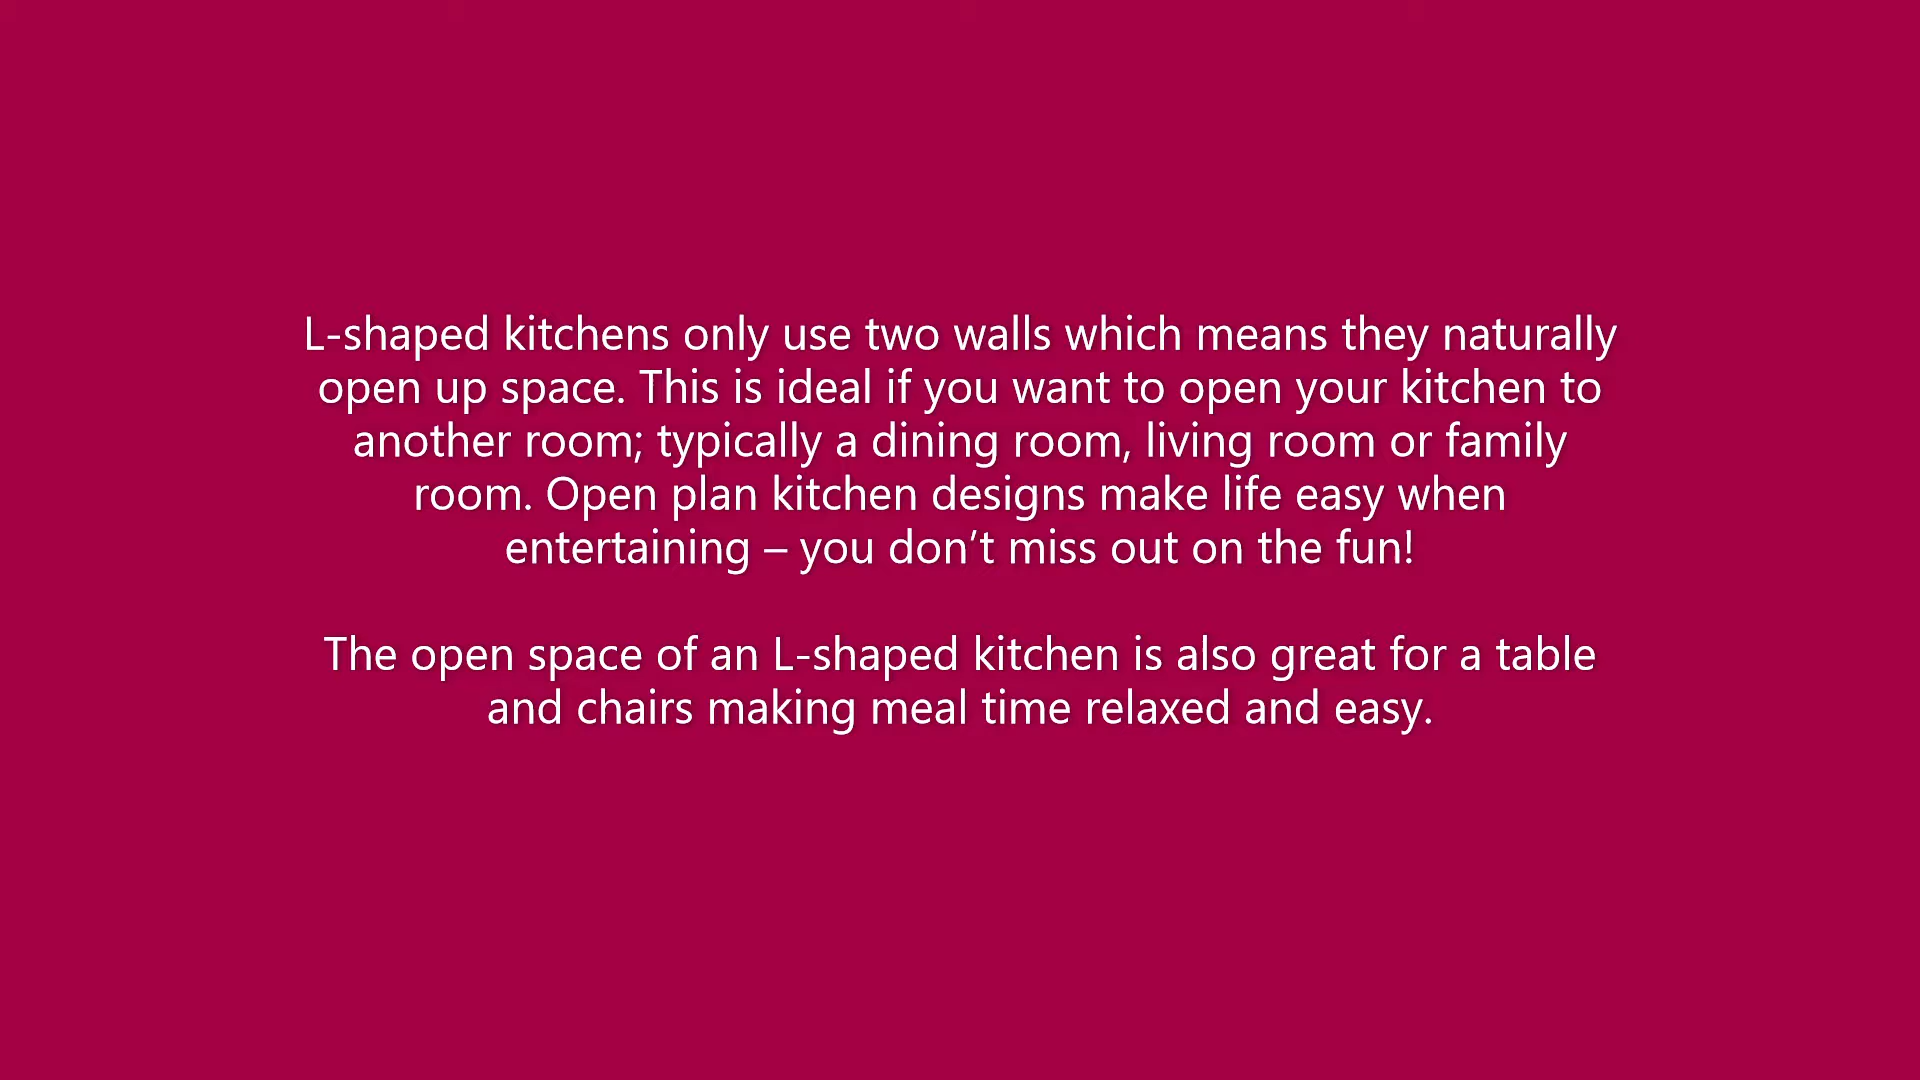 L-shaped kitchens only use two walls which means they naturally
open up space. This is ideal if you want to open your kitchen to
another room; typically a dining room, living room or family
room. Open plan kitchen designs make life easy when
entertaining – you don’t miss out on the fun!
The open space of an L-shaped kitchen is also great for a table
and chairs making meal time relaxed and easy.